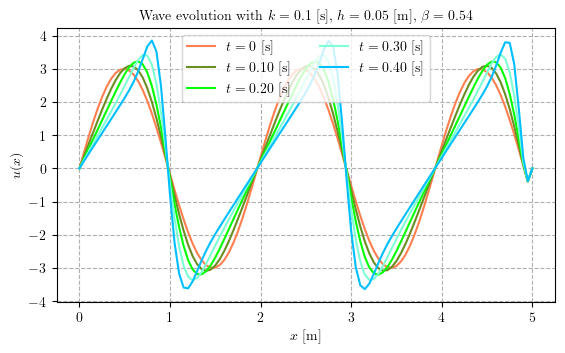 Wave evolution with k = 0.1 [s], h = 0.05 [m], β = 0.54
t = 0 [s]
t = 0.10 [s]
t = 0.20 [s]
t = 0.30 [s]
t = 0.40 [s]
u(x)
4
3
2
1
0
−1
−2
−3
−4
0 1 2 3 4 5
x [m]